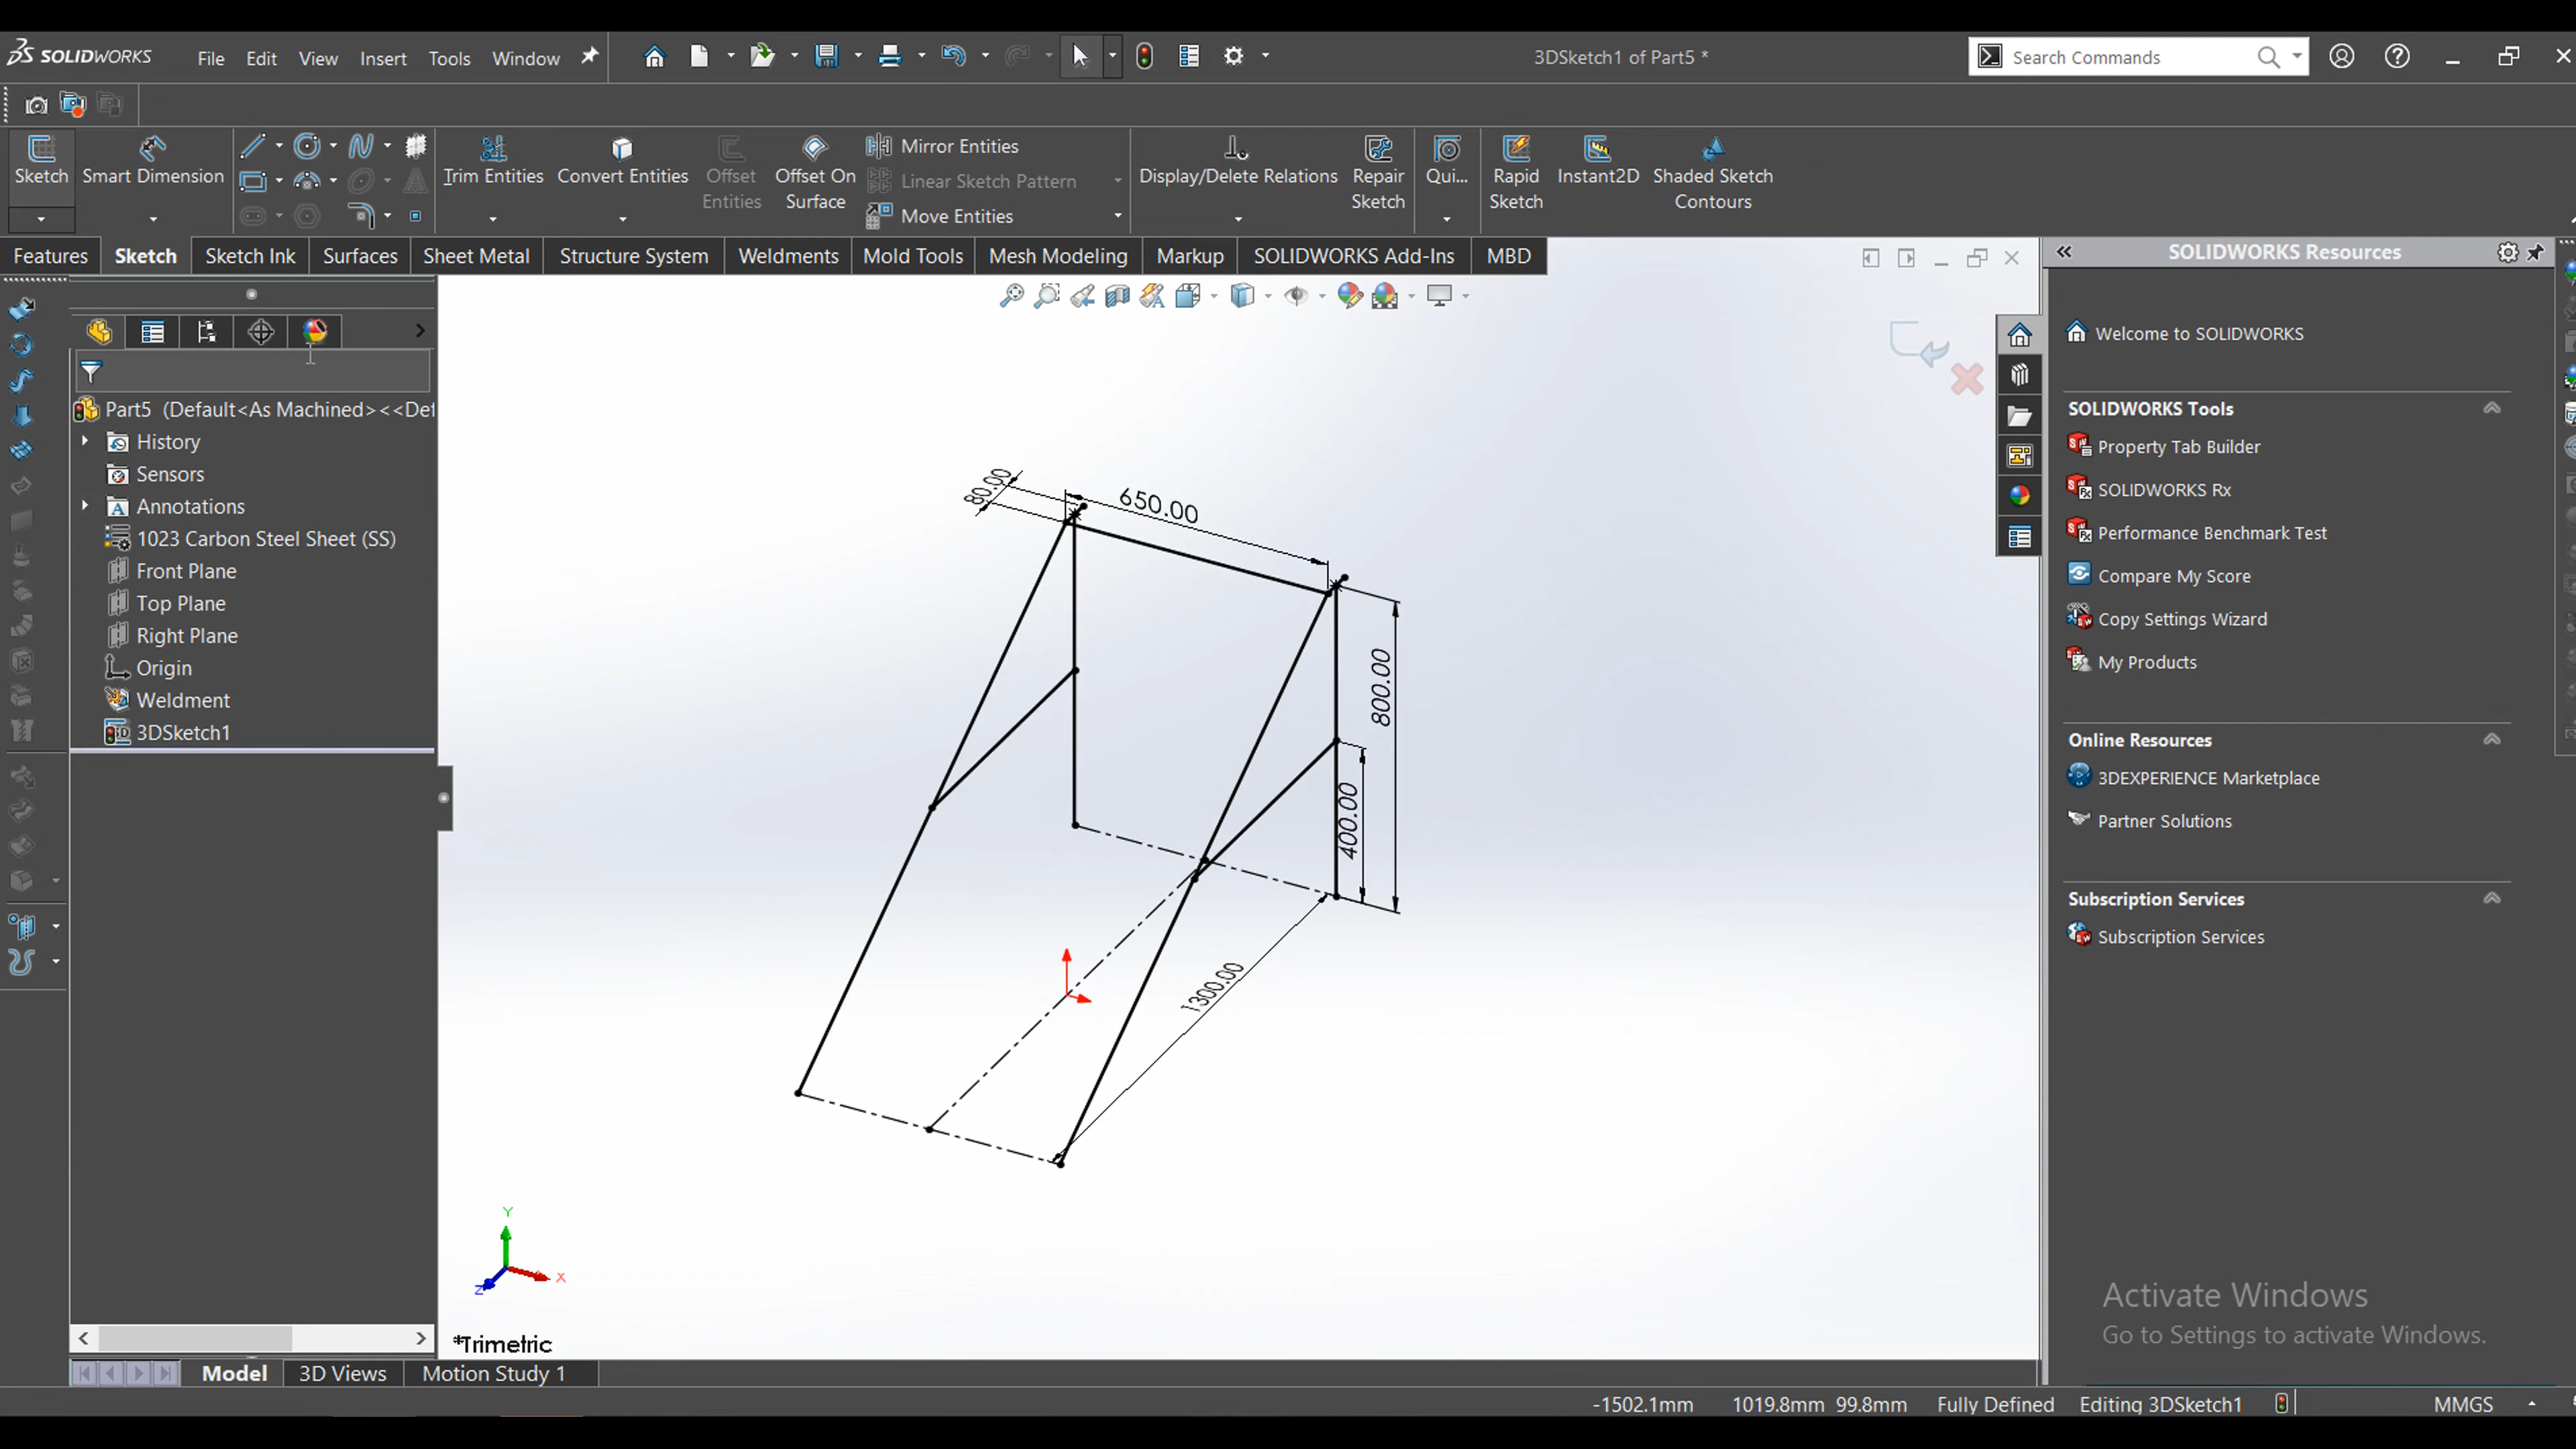 SOLIDWORKS File Edit View Insert Tools Window 3DSketch1 of Part5 * Search Commands
Sketch Smart Dimension Trim Entities Convert Entities Offset Entities Offset On Surface Mirror Entities Linear Sketch Pattern Move Entities Display/Delete Relations Repair Sketch Qui... Rapid Sketch Instant2D Shaded Sketch Contours
Features Sketch Sketch Ink Surfaces Sheet Metal Structure System Weldments Mold Tools Mesh Modeling Markup SOLIDWORKS Add-Ins MBD
Part5 (Default<As Machined><<Def
History
Sensors
Annotations
1023 Carbon Steel Sheet (SS)
Front Plane
Top Plane
Right Plane
Origin
Weldment
3DSketch1
80.00
650.00
800.00
400.00
1300.00
Y
X
Z
*Trimetric
SOLIDWORKS Resources
Welcome to SOLIDWORKS
SOLIDWORKS Tools
Property Tab Builder
SOLIDWORKS Rx
Performance Benchmark Test
Compare My Score
Copy Settings Wizard
My Products
Online Resources
3DEXPERIENCE Marketplace
Partner Solutions
Subscription Services
Subscription Services
Activate Windows
Go to Settings to activate Windows.
Model 3D Views Motion Study 1
-1502.1mm 1019.8mm 99.8mm Fully Defined Editing 3DSketch1 MMGS